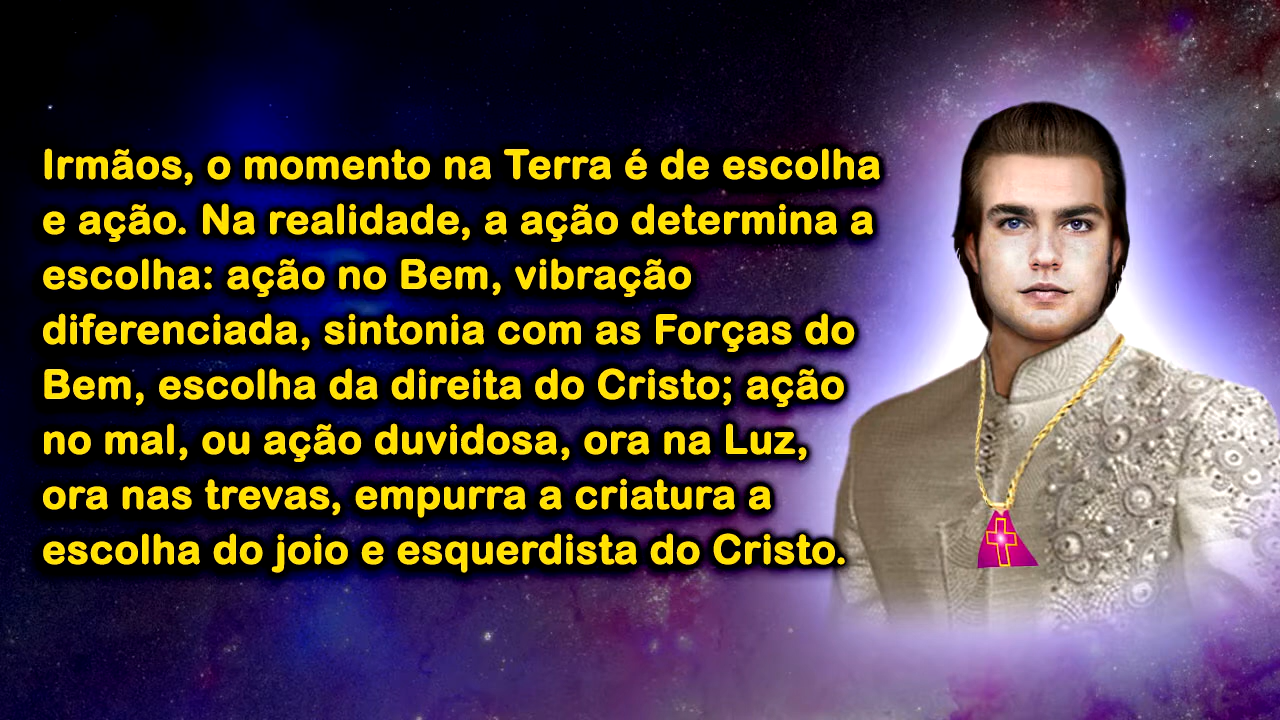 Irmãos, o momento na Terra é de escolha
e ação. Na realidade, a ação determina a
escolha: ação no Bem, vibração
diferenciada, sintonia com as Forças do
Bem, escolha da direita do Cristo; ação
no mal, ou ação duvidosa, ora na Luz,
ora nas trevas, empurra a criatura a
escolha do joio e esquerdista do Cristo.